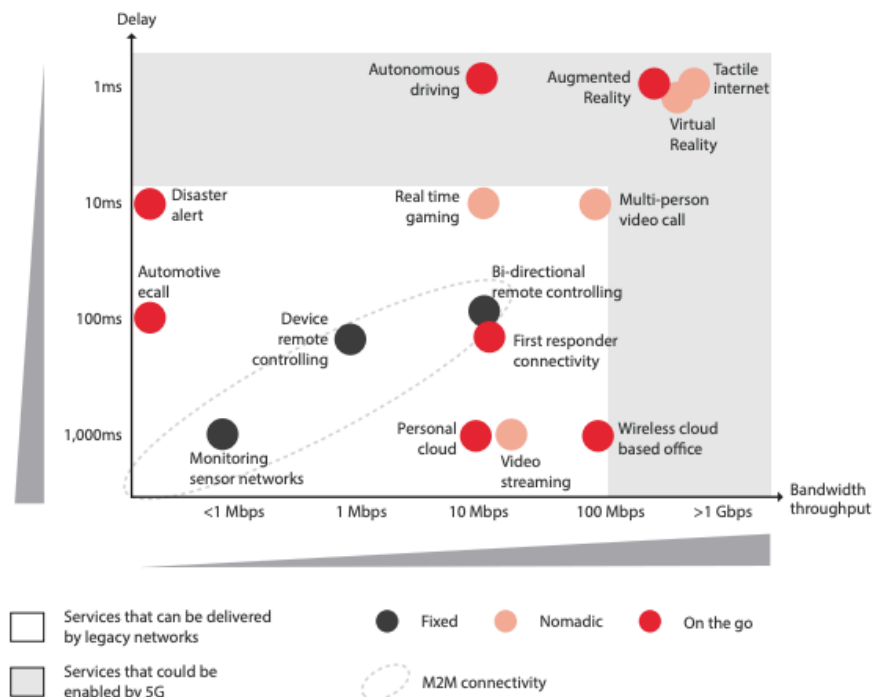 Delay
1ms
10ms
100ms
1,000ms
Autonomous
driving
Augmented
Reality
Tactile
internet
Virtual
Reality
Disaster
alert
Real time
gaming
Multi-person
video call
Automotive
ecall
Bi-directional
remote controlling
Device
remote
controlling
First responder
connectivity
Monitoring
sensor networks
Personal
cloud
Video
streaming
Wireless cloud
based office
<1 Mbps
1 Mbps
10 Mbps
100 Mbps
>1 Gbps
Bandwidth
throughput
Services that can be delivered
by legacy networks
Fixed
Nomadic
On the go
Services that could be
enabled by 5G
M2M connectivity